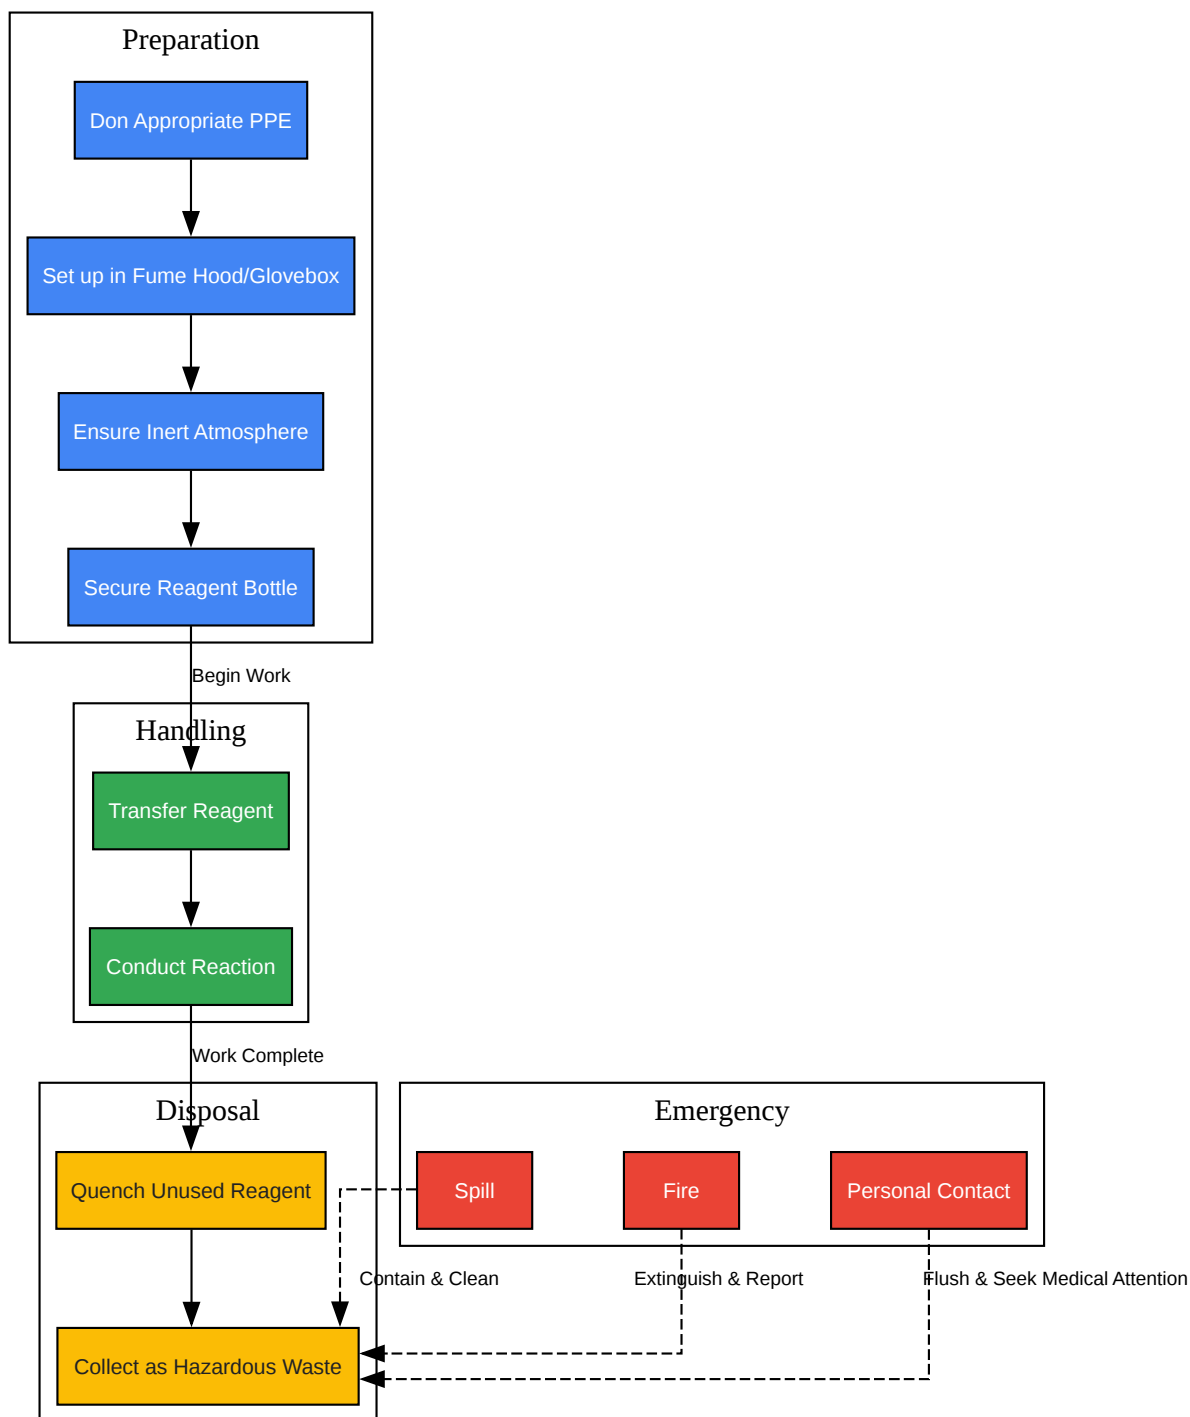 Preparation
Don Appropriate PPE
Set up in Fume Hood/Glovebox
Ensure Inert Atmosphere
Secure Reagent Bottle
Begin Work
Handling
Transfer Reagent
Conduct Reaction
Work Complete
Disposal
Emergency
Quench Unused Reagent
Spill
Fire
Personal Contact
Contain & Clean
Extinguish & Report
Flush & Seek Medical Attention
Collect as Hazardous Waste